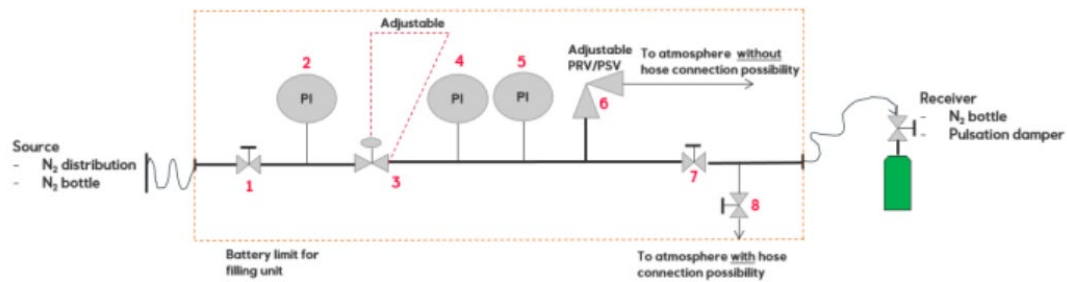 Adjustable
2
PI
4
PI
5
PI
Adjustable
PRV/PSV
6
To atmosphere without
hose connection possibility
Source
- N₂ distribution
- N₂ bottle
1
3
7
8
Receiver
- N₂ bottle
- Pulsation damper
Battery limit for
filling unit
To atmosphere with hose
connection possibility